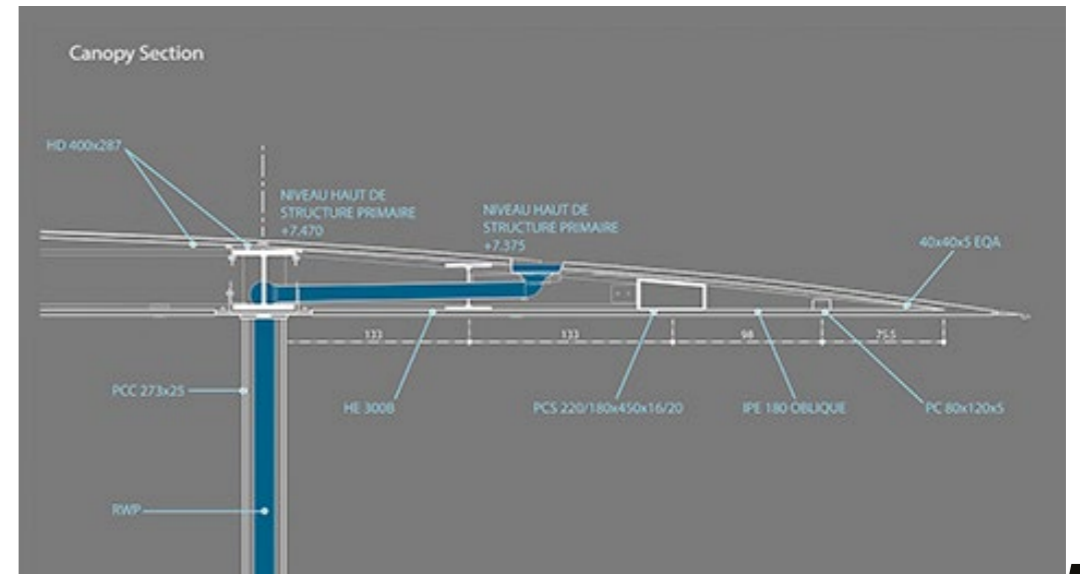 Canopy Section
HD 400x287
NIVEAU HAUT DE
STRUCTURE PRIMAIRE
+7.470
NIVEAU HAUT DE
STRUCTURE PRIMAIRE
+7.375
40x40x5 EQA
133
133
98
75.5
PCC 273x25
HE 300B
PCS 220/180x450x16/20
IPE 180 OBLIQUE
PC 80x120x5
RWP